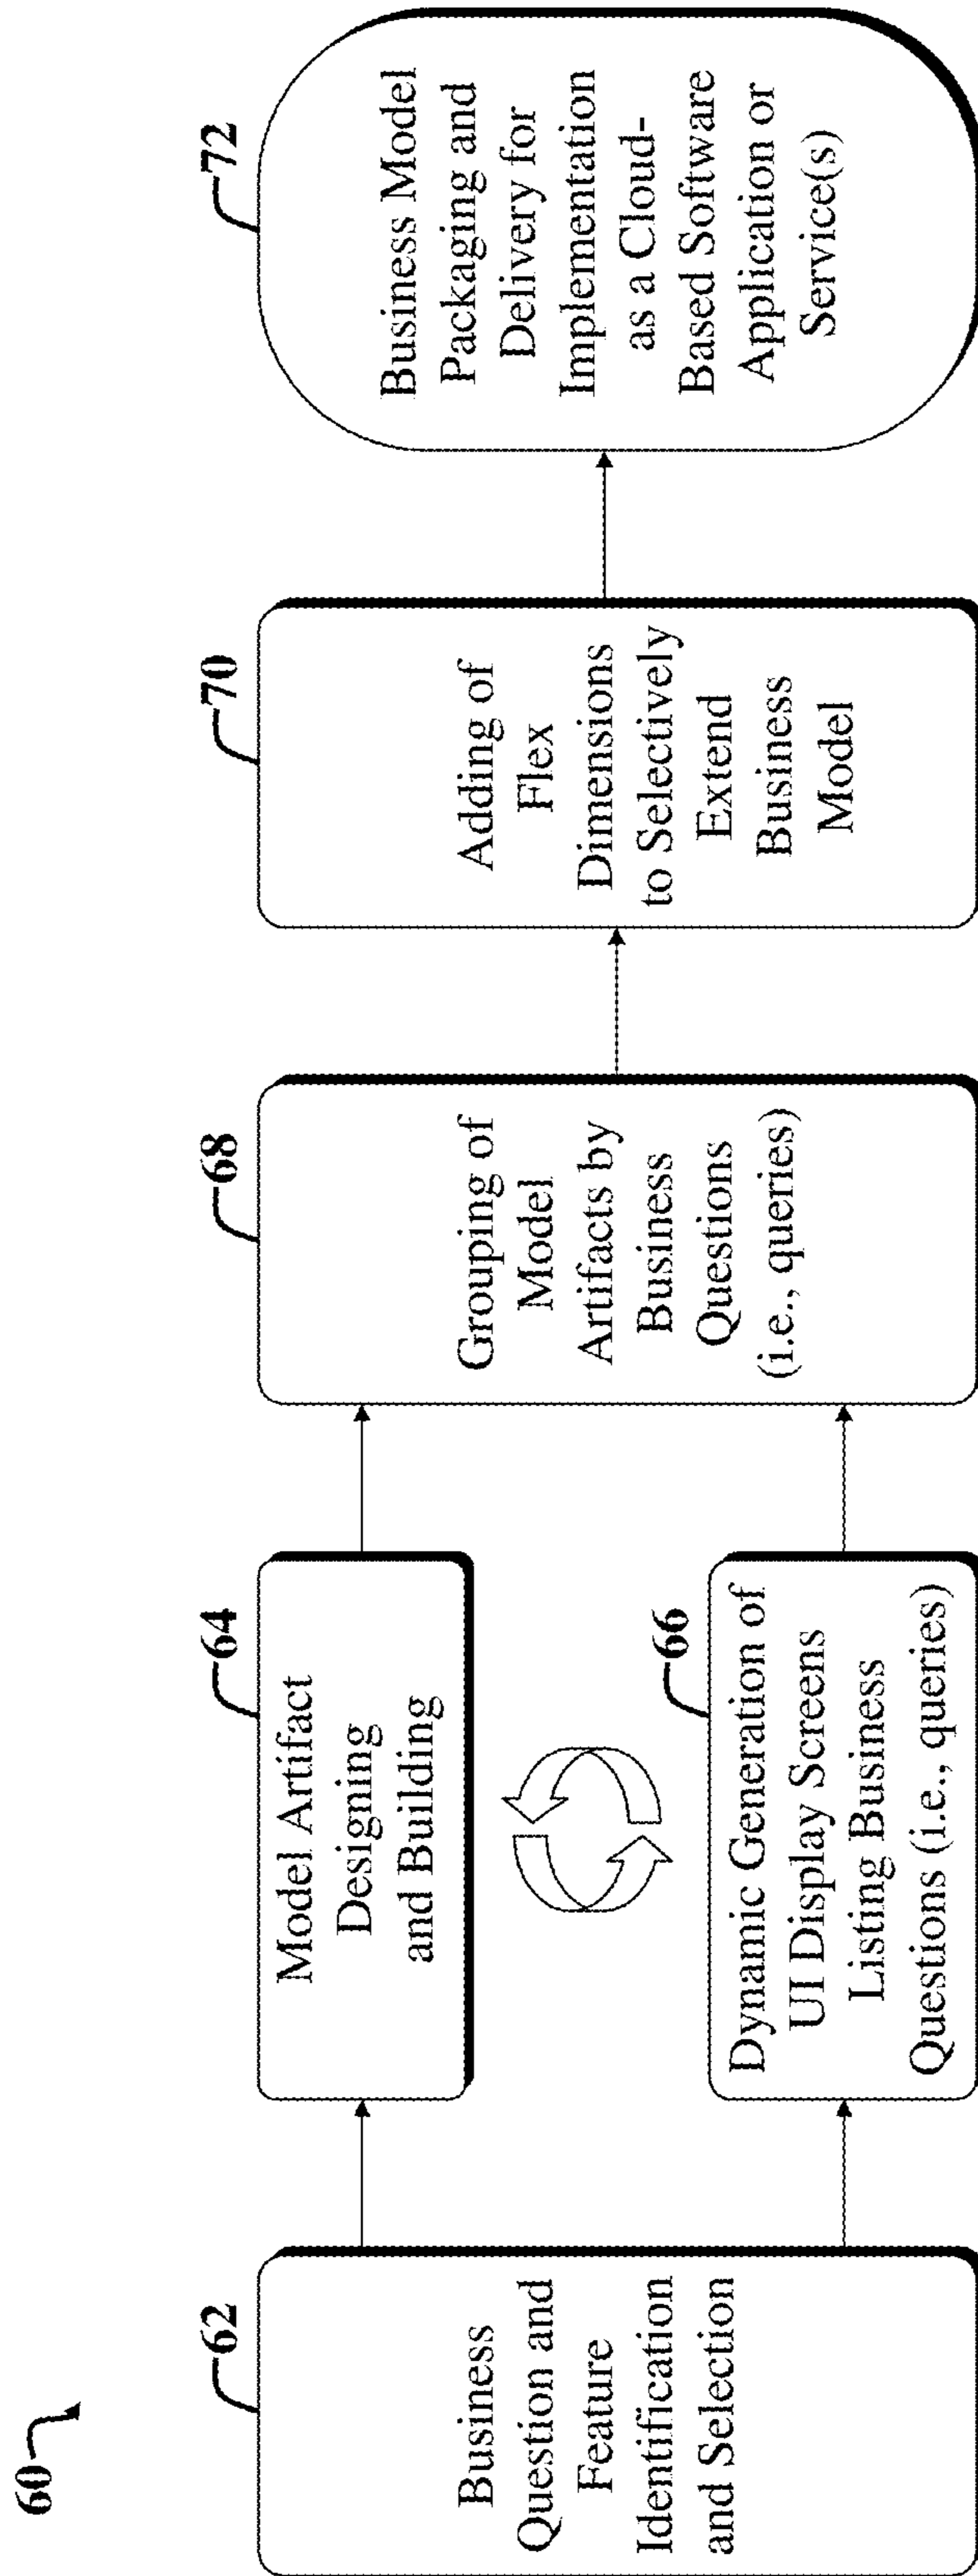 60
62
Business
Question and
Feature
Identification
and Selection
64
Model Artifact
Designing
and Building
66
Dynamic Generation of
UI Display Screens
Listing Business
Questions (i.e., queries)
68
Grouping of
Model
Artifacts by
Business
Questions
(i.e., queries)
70
Adding of
Flex
Dimensions
to Selectively
Extend
Business
Model
72
Business Model
Packaging and
Delivery for
Implementation
as a Cloud-
Based Software
Application or
Service(s)